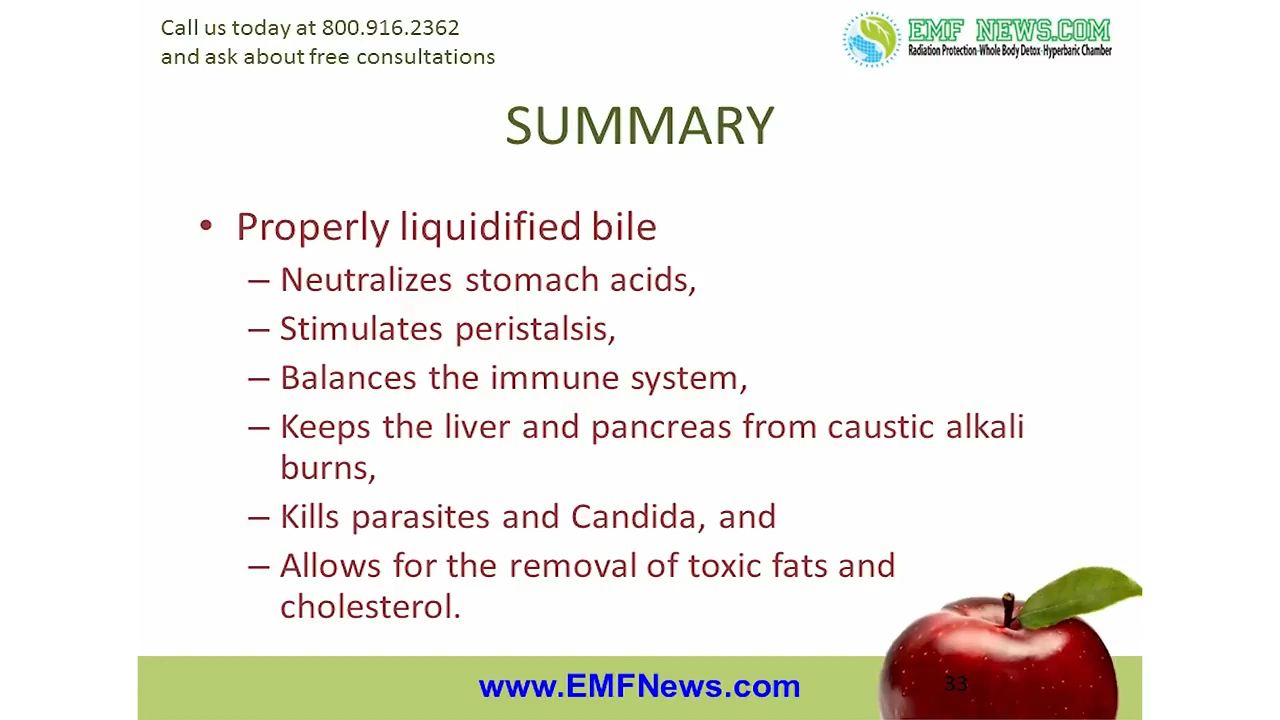 Call us today at 800.916.2362
and ask about free consultations
EMF NEWS.COM
Radiation Protection-Whole Body Detox-Hyperbaric Chamber
SUMMARY
• Properly liquidified bile
– Neutralizes stomach acids,
– Stimulates peristalsis,
– Balances the immune system,
– Keeps the liver and pancreas from caustic alkali
burns,
– Kills parasites and Candida, and
– Allows for the removal of toxic fats and
cholesterol.
www.EMFNews.com
33